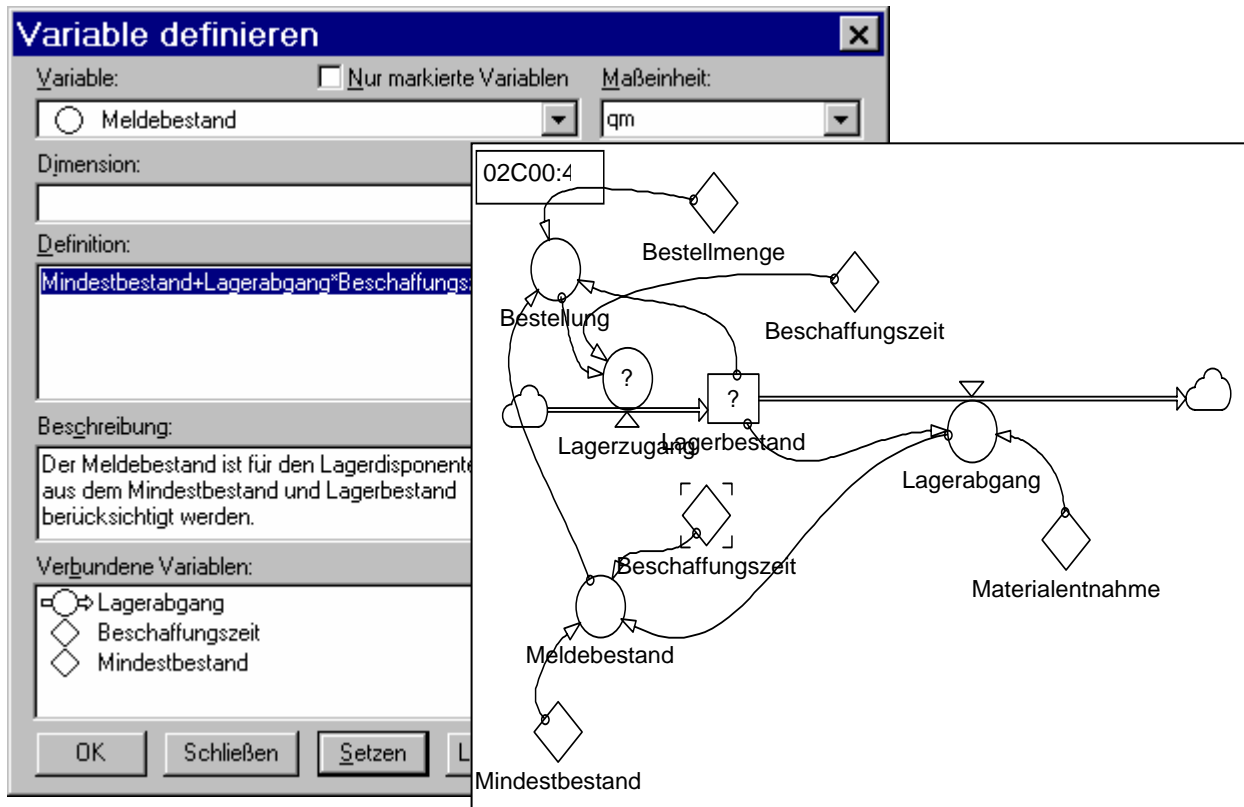 Variable definieren
Variable:
Nur markierte Variablen
Maßeinheit:
Meldebestand
qm
Dimension:
Definition:
Mindestbestand+Lagerabgang*Beschaffungs
Beschreibung:
Der Meldebestand ist für den Lagerdisponente
aus dem Mindestbestand und Lagerbestand
berücksichtigt werden.
Verbundene Variablen:
Lagerabgang
Beschaffungszeit
Mindestbestand
OK
Schließen
Setzen
L
02C00:4
Bestellmenge
Bestellung
Beschaffungszeit
?
?
Lagerzugang
Lagerbestand
Lagerabgang
Beschaffungszeit
Materialentnahme
Meldebestand
Mindestbestand